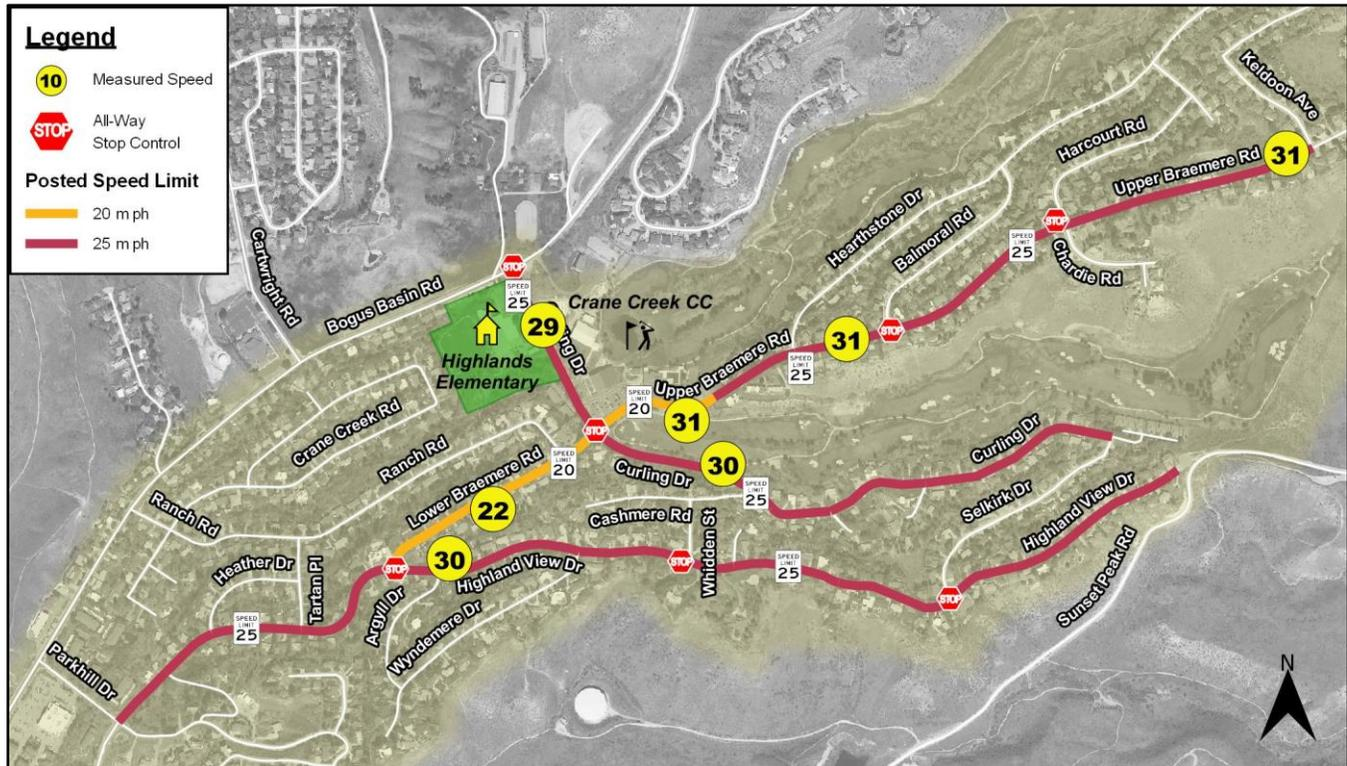 Legend
10 Measured Speed
STOP All-Way
Stop Control
Posted Speed Limit
20 mph
25 mph
Keldoon Ave
Harcourt Rd
Upper Braemere Rd
31
STOP
Chardie Rd
SPEED
LIMIT
25
Hearthstone Dr
Balmoral Rd
Cartwright Rd
Bogus Basin Rd
STOP
SPEED
LIMIT
25
29
Crane Creek CC
Highlands
Elementary
STOP
31
SPEED
LIMIT
25
Upper Braemere Rd
SPEED
LIMIT
20
31
STOP
Crane Creek Rd
Ranch Rd
Lower Braemere Rd
SPEED
LIMIT
20
Curling Dr
30
SPEED
LIMIT
25
Curling Dr
Selkirk Dr
Highland View Dr
Ranch Rd
22
Cashmere Rd
Whidden St
STOP
30
Highland View Dr
SPEED
LIMIT
25
STOP
Sunset Peak Rd
STOP
Heather Dr
Tartan Pl
Argyll Dr
Wyndemere Dr
SPEED
LIMIT
25
Parkhill Dr
N